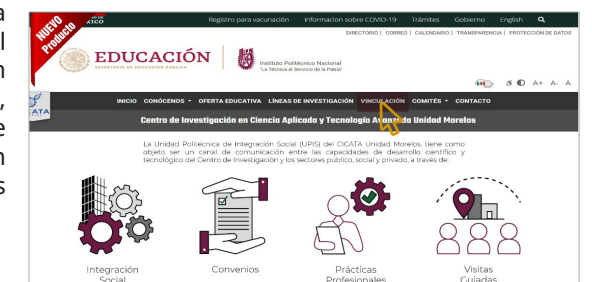 NUEVO
Producto
Registro para vacunación Informacion sobre COVID-19 Trámites Gobierno English
DIRECTORIO | CORREO | CALENDARIO | TRANSPARENCIA | PROTECCIÓN DE DATOS
EDUCACIÓN
SECRETARÍA DE EDUCACIÓN PÚBLICA
Instituto Politécnico Nacional
"La Técnica al Servicio de la Patria"
A+ A- A
INICIO CONÓCENOS OFERTA EDUCATIVA LÍNEAS DE INVESTIGACIÓN VINCULACIÓN COMITÉS CONTACTO
Centro de Investigación en Ciencia Aplicada y Tecnología Avanzada Unidad Morelos
La Unidad Politécnica de Integración Social (UPIS) del CICATA Unidad Morelos, tiene como
objeto ser un canal de comunicación entre las capacidades de desarrollo científico y
tecnológico del Centro de Investigación y los sectores público, social y privado, a través de:
Integración
Social
Convenios
Prácticas
Profesionales
Visitas
Guiadas